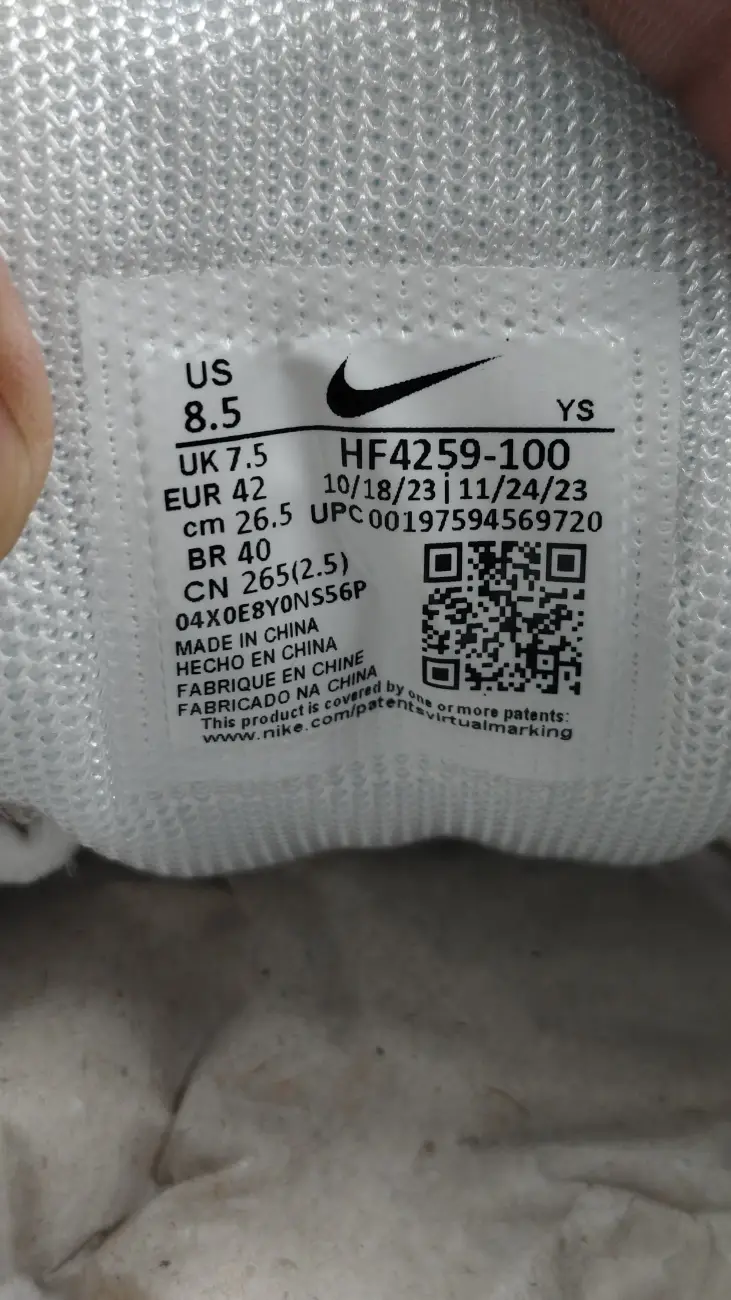 US
8.5
YS
UK 7.5
HF4259-100
EUR 42
10/18/23 | 11/24/23
cm 26.5
UPC 00197594569720
BR 40
CN 265(2.5)
04X0E8Y0NS56P
MADE IN CHINA
HECHO EN CHINA
FABRIQUE EN CHINE
FABRICADO NA CHINA
This product is covered by one or more patents:
www.nike.com/patentsvirtualmarking